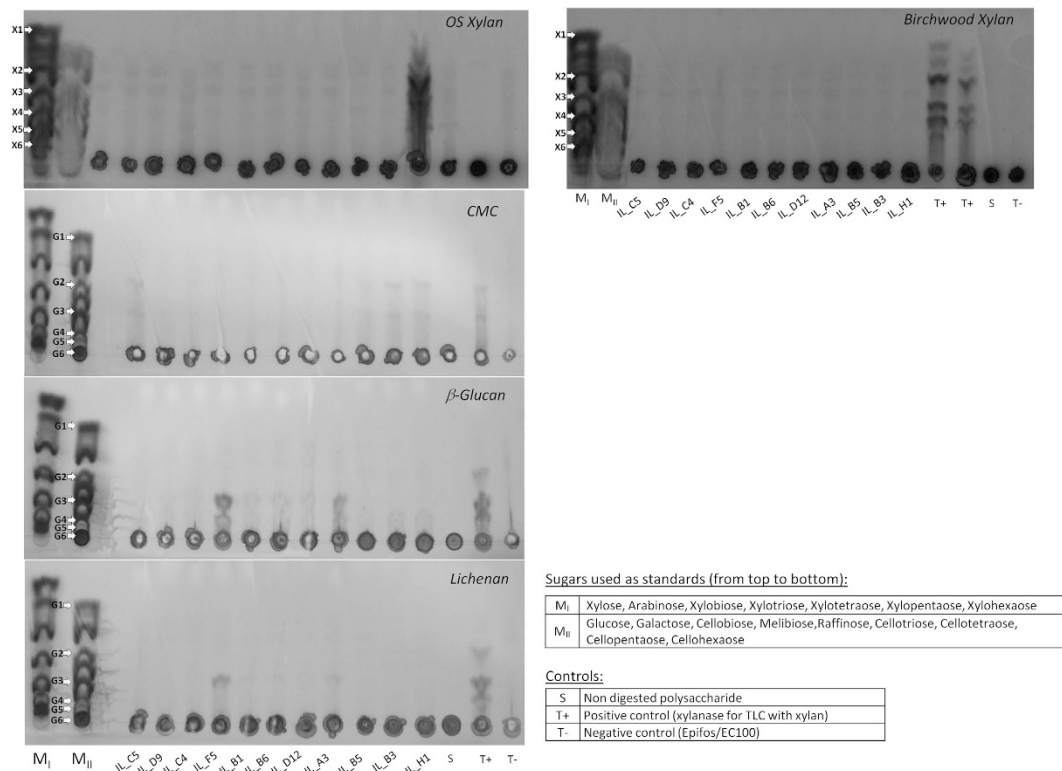 OS Xylan
X1
X2
X3
X4
X5
X6
Birchwood Xylan
X1
X2
X3
X4
X5
X6
MI MII IL_C5 IL_D9 IL_C4 IL_F5 IL_B1 IL_B6 IL_D12 IL_A3 IL_B5 IL_B3 IL_H1 T+ T+ S T-
CMC
G1
G2
G3
G4
G5
G6
β-Glucan
G1
G2
G3
G4
G5
G6
Lichenan
G1
G2
G3
G4
G5
G6
MI MII IL_C5 IL_D9 IL_C4 IL_F5 IL_B1 IL_B6 IL_D12 IL_A3 IL_B5 IL_B3 IL_H1 S T+ T-
Sugars used as standards (from top to bottom):
MI Xylose, Arabinose, Xylobiose, Xylotriose, Xylotetraose, Xylopentaose, Xylohexaose
MII Glucose, Galactose, Cellobiose, Melibiose,Raffinose, Cellotriose, Cellotetraose,
Cellopentaose, Cellohexaose
Controls:
S Non digested polysaccharide
T+ Positive control (xylanase for TLC with xylan)
T- Negative control (Epifos/EC100)